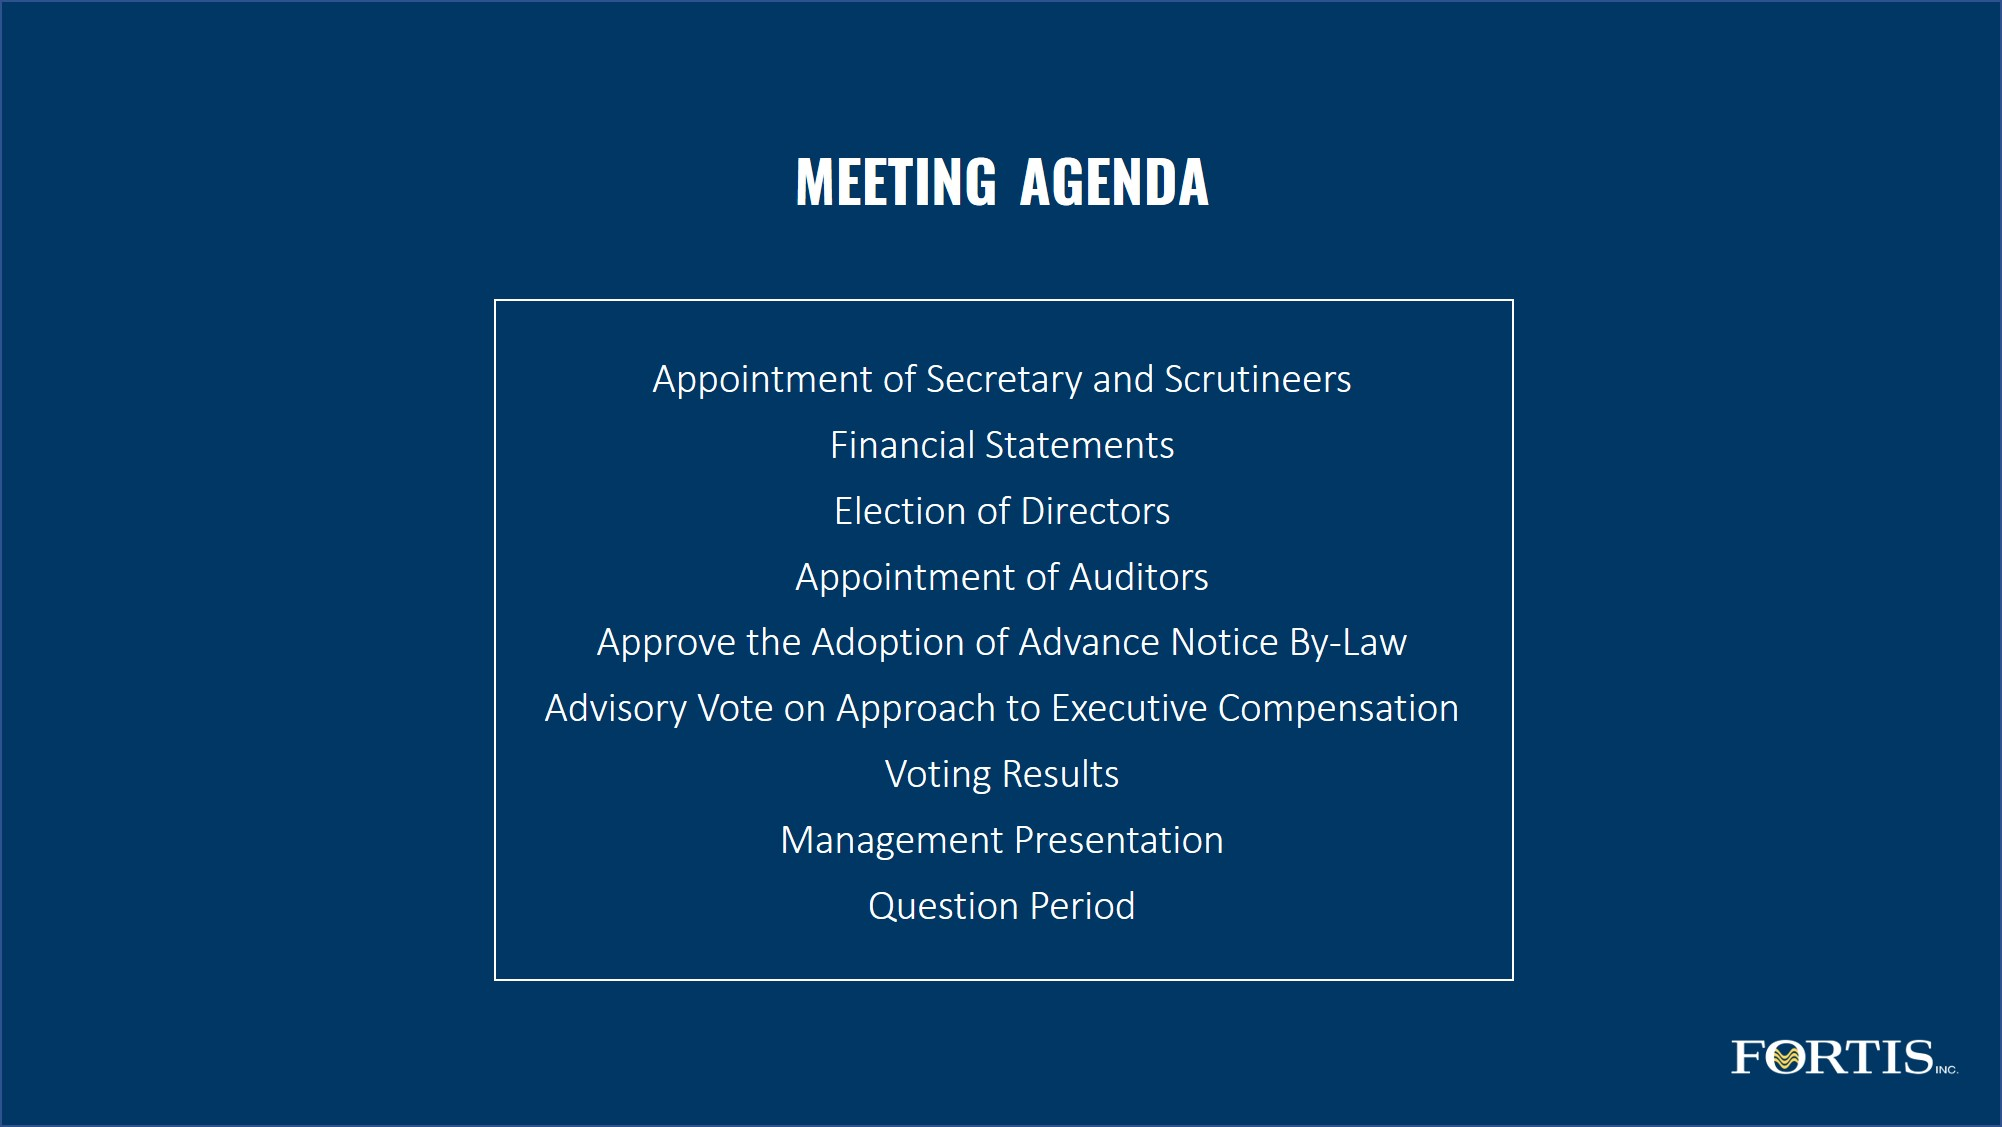 MEETING AGENDA
Appointment of Secretary and Scrutineers
Financial Statements
Election of Directors
Appointment of Auditors
Approve the Adoption of Advance Notice By-Law
Advisory Vote on Approach to Executive Compensation
Voting Results
Management Presentation
Question Period
FORTIS INC.